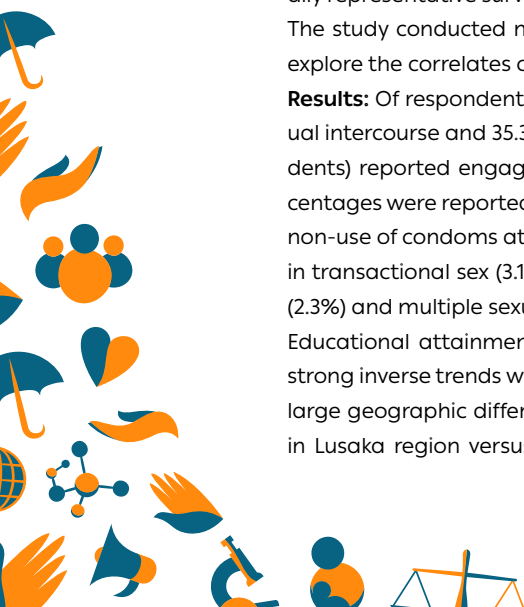 The study conducted
explore the correlates
Results: Of respondent
ual intercourse and 35.3
dents) reported engag
centages were reported
non-use of condoms at
in transactional sex (3.1
(2.3%) and multiple sexu
Educational attainmen
strong inverse trends w
large geographic differ
in Lusaka region versus